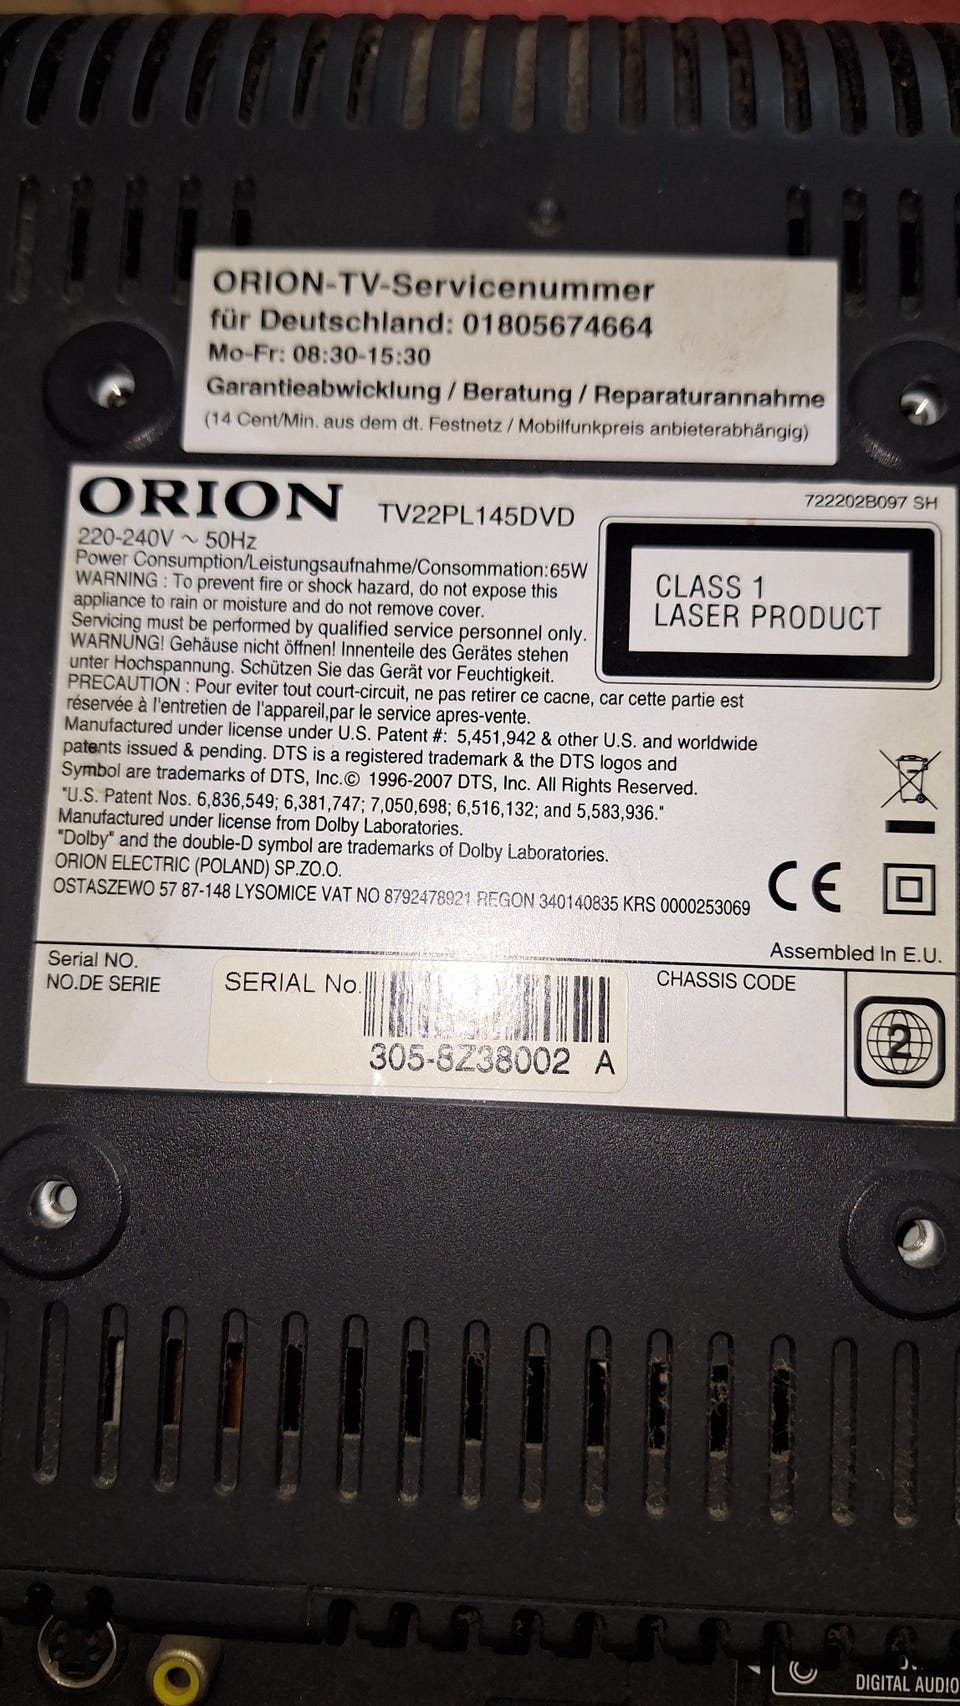 ORION-TV-Servicenummer
für Deutschland: 01805674664
Mo-Fr: 08:30-15:30
Garantieabwicklung / Beratung / Reparaturannahme
(14 Cent/Min. aus dem dt. Festnetz / Mobilfunkpreis anbieterabhängig)
ORION TV22PL145DVD
722202B097 SH
220-240V ~ 50Hz
Power Consumption/Leistungsaufnahme/Consommation:65W
WARNING : To prevent fire or shock hazard, do not expose this
appliance to rain or moisture and do not remove cover.
Servicing must be performed by qualified service personnel only.
WARNUNG! Gehäuse nicht öffnen! Innenteile des Gerätes stehen
unter Hochspannung. Schützen Sie das Gerät vor Feuchtigkeit.
CLASS 1
LASER PRODUCT
PRECAUTION : Pour eviter tout court-circuit, ne pas retirer ce cacne, car cette partie est
réservée à l'entretien de l'appareil,par le service apres-vente.
Manufactured under license under U.S. Patent #: 5,451,942 & other U.S. and worldwide
patents issued & pending. DTS is a registered trademark & the DTS logos and
Symbol are trademarks of DTS, Inc.© 1996-2007 DTS, Inc. All Rights Reserved.
"U.S. Patent Nos. 6,836,549; 6,381,747; 7,050,698; 6,516,132; and 5,583,936."
Manufactured under license from Dolby Laboratories.
"Dolby" and the double-D symbol are trademarks of Dolby Laboratories.
ORION ELECTRIC (POLAND) SP.ZO.O.
OSTASZEWO 57 87-148 LYSOMICE VAT NO 8792478921 REGON 340140835 KRS 0000253069
CE
Assembled In E.U.
Serial NO.
NO.DE SERIE
SERIAL No.
305-8Z38002 A
CHASSIS CODE
2
DIGITAL AUDIO